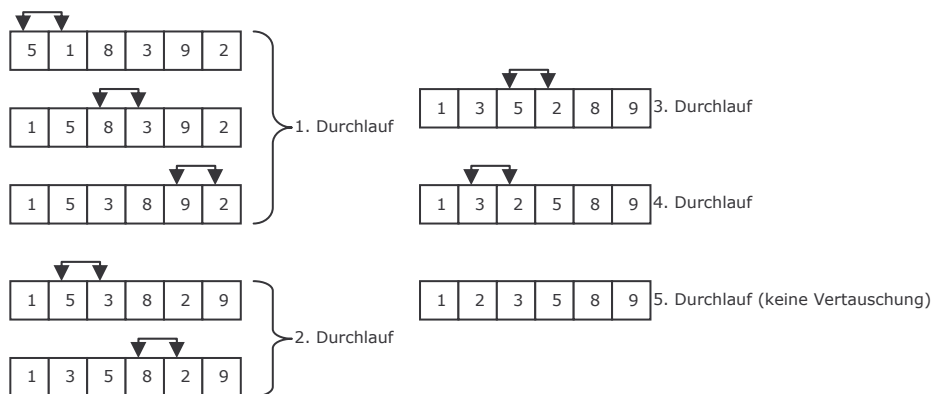 5 1 8 3 9 2
1 5 8 3 9 2
1. Durchlauf
1 5 3 8 9 2
1 5 3 8 2 9
2. Durchlauf
1 3 5 8 2 9
1 3 5 2 8 9
3. Durchlauf
1 3 2 5 8 9
4. Durchlauf
1 2 3 5 8 9
5. Durchlauf (keine Vertauschung)